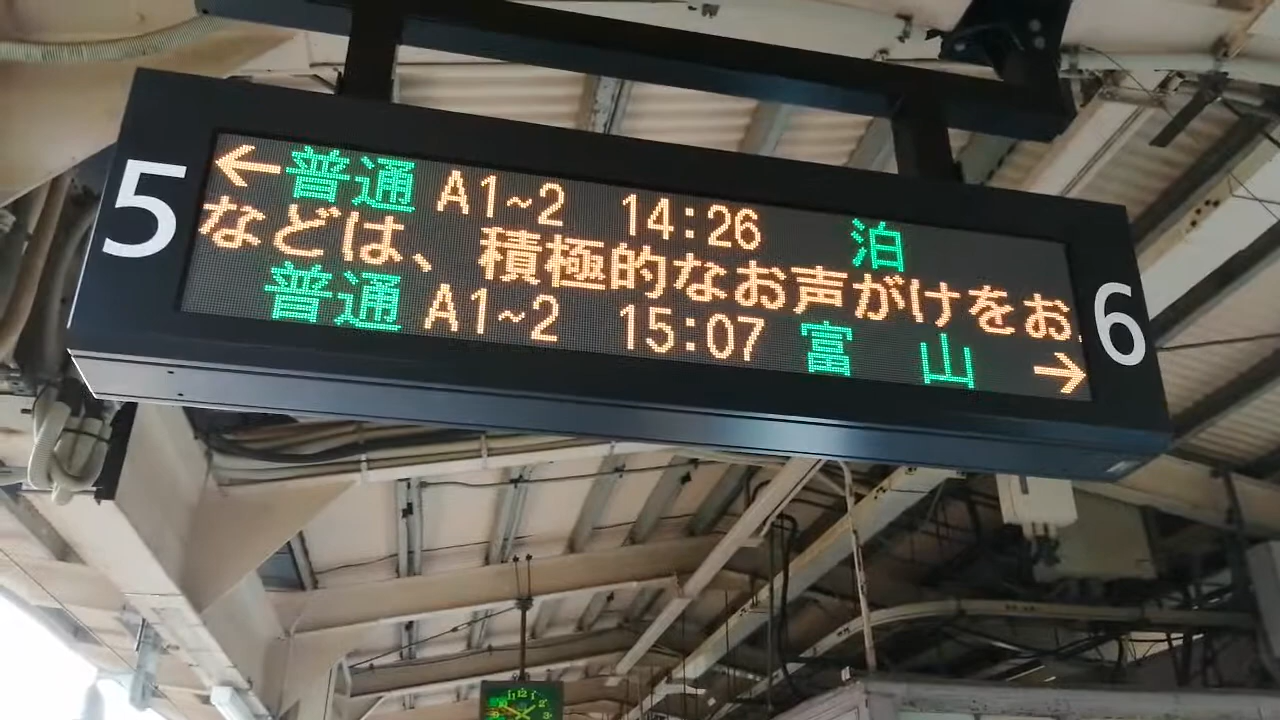 5
←普通 A1~2 14:26 泊
などは、積極的なお声がけをお
普通 A1~2 15:07 富山→
6